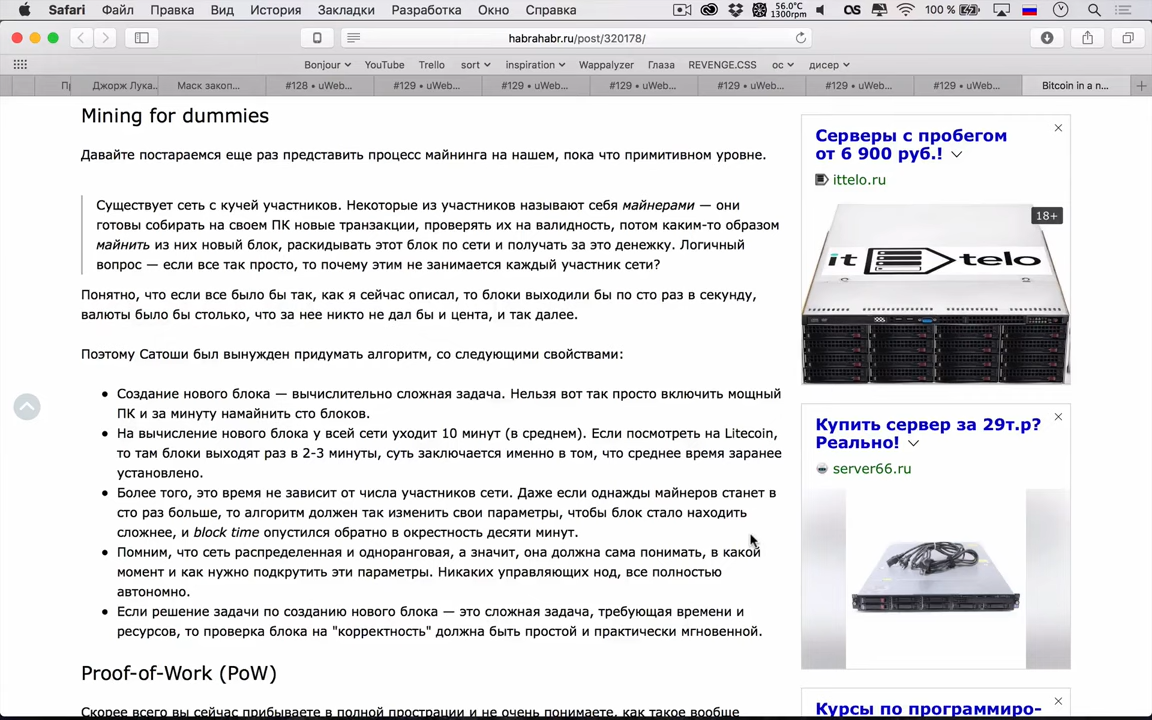 Safari Файл Правка Вид История Закладки Разработка Окно Справка 56.0°C 1300rpm 100 %
habrahabr.ru/post/320178/
Bonjour YouTube Trello sort inspiration Wappalyzer Глаза REVENGE.CSS ос дисер
Джорж Лука... Маск закоп... #128 • uWeb... #129 • uWeb... #129 • uWeb... #129 • uWeb... #129 • uWeb... #129 • uWeb... #129 • uWeb... Bitcoin in a n...
Mining for dummies
Давайте постараемся еще раз представить процесс майнинга на нашем, пока что примитивном уровне.
Существует сеть с кучей участников. Некоторые из участников называют себя майнерами — они
готовы собирать на своем ПК новые транзакции, проверять их на валидность, потом каким-то образом
майнить из них новый блок, раскидывать этот блок по сети и получать за это денежку. Логичный
вопрос — если все так просто, то почему этим не занимается каждый участник сети?
Понятно, что если все было бы так, как я сейчас описал, то блоки выходили бы по сто раз в секунду,
валюты было бы столько, что за нее никто не дал бы и цента, и так далее.
Поэтому Сатоши был вынужден придумать алгоритм, со следующими свойствами:
• Создание нового блока — вычислительно сложная задача. Нельзя вот так просто включить мощный
ПК и за минуту намайнить сто блоков.
• На вычисление нового блока у всей сети уходит 10 минут (в среднем). Если посмотреть на Litecoin,
то там блоки выходят раз в 2-3 минуты, суть заключается именно в том, что среднее время заранее
установлено.
• Более того, это время не зависит от числа участников сети. Даже если однажды майнеров станет в
сто раз больше, то алгоритм должен так изменить свои параметры, чтобы блок стало находить
сложнее, и block time опустился обратно в окрестность десяти минут.
• Помним, что сеть распределенная и одноранговая, а значит, она должна сама понимать, в какой
момент и как нужно подкрутить эти параметры. Никаких управляющих нод, все полностью
автономно.
• Если решение задачи по созданию нового блока — это сложная задача, требующая времени и
ресурсов, то проверка блока на "корректность" должна быть простой и практически мгновенной.
Proof-of-Work (PoW)
Скорее всего вы сейчас прибываете в полной прострации и не очень понимаете, как такое вообще
Серверы с пробегом
от 6 900 руб.!
ittelo.ru
18+
it telo
Купить сервер за 29т.р?
Реально!
server66.ru
Курсы по программиро-